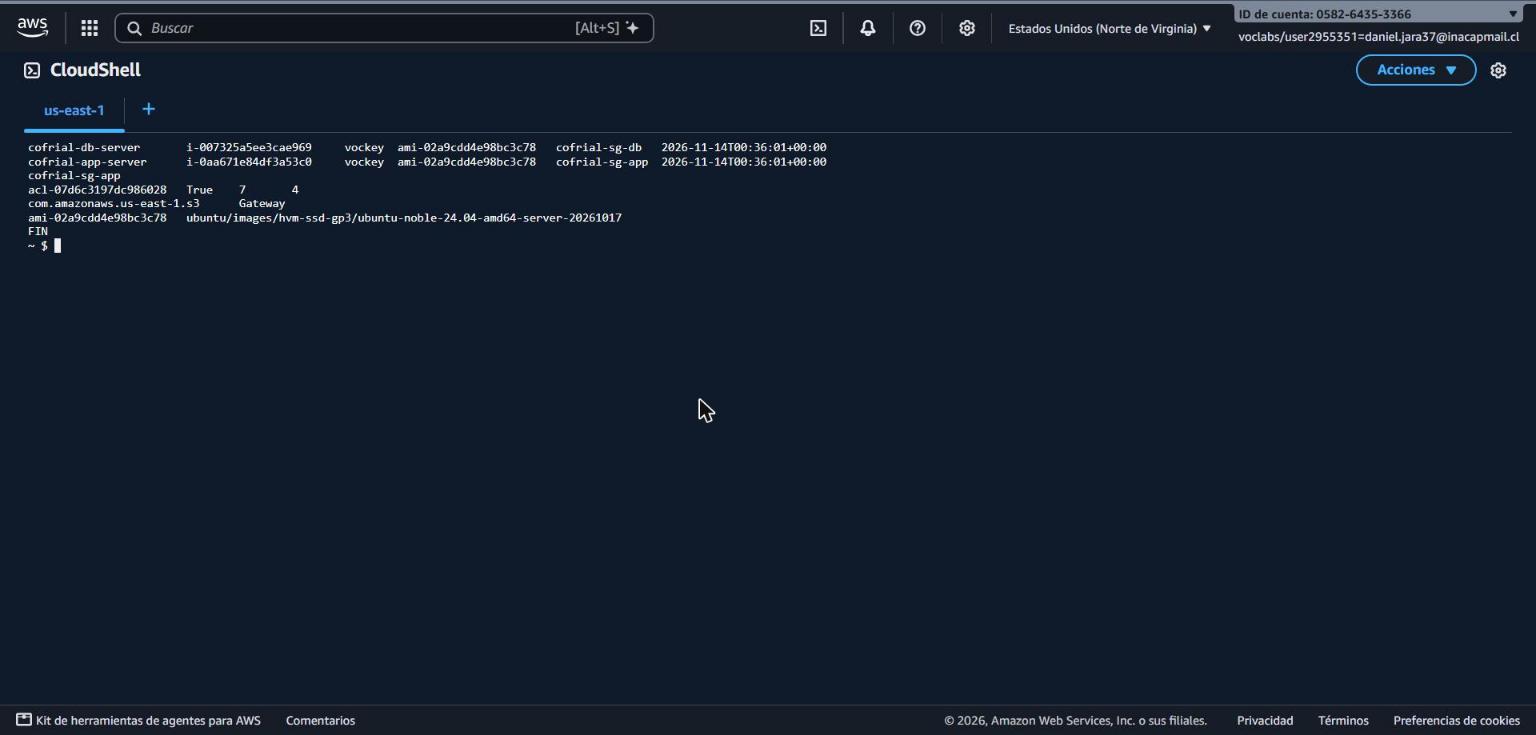 aws
Buscar
[Alt+S]
Estados Unidos (Norte de Virginia) ▼
ID de cuenta: 0582-6435-3366
voclabs/user2955351=daniel.jara37@inacapmail.cl
CloudShell
Acciones ▼
us-east-1
+
cofrial-db-server i-007325a5ee3cae969 vockey ami-02a9cdd4e98bc3c78 cofrial-sg-db 2026-11-14T00:36:01+00:00
cofrial-app-server i-0aa671e84df3a53c0 vockey ami-02a9cdd4e98bc3c78 cofrial-sg-app 2026-11-14T00:36:01+00:00
cofrial-sg-app
acl-07d6c3197dc986028 True 7 4
com.amazonaws.us-east-1.s3 Gateway
ami-02a9cdd4e98bc3c78 ubuntu/images/hvm-ssd-gp3/ubuntu-noble-24.04-amd64-server-20261017
FIN
~ $
Kit de herramientas de agentes para AWS
Comentarios
© 2026, Amazon Web Services, Inc. o sus filiales.
Privacidad
Términos
Preferencias de cookies